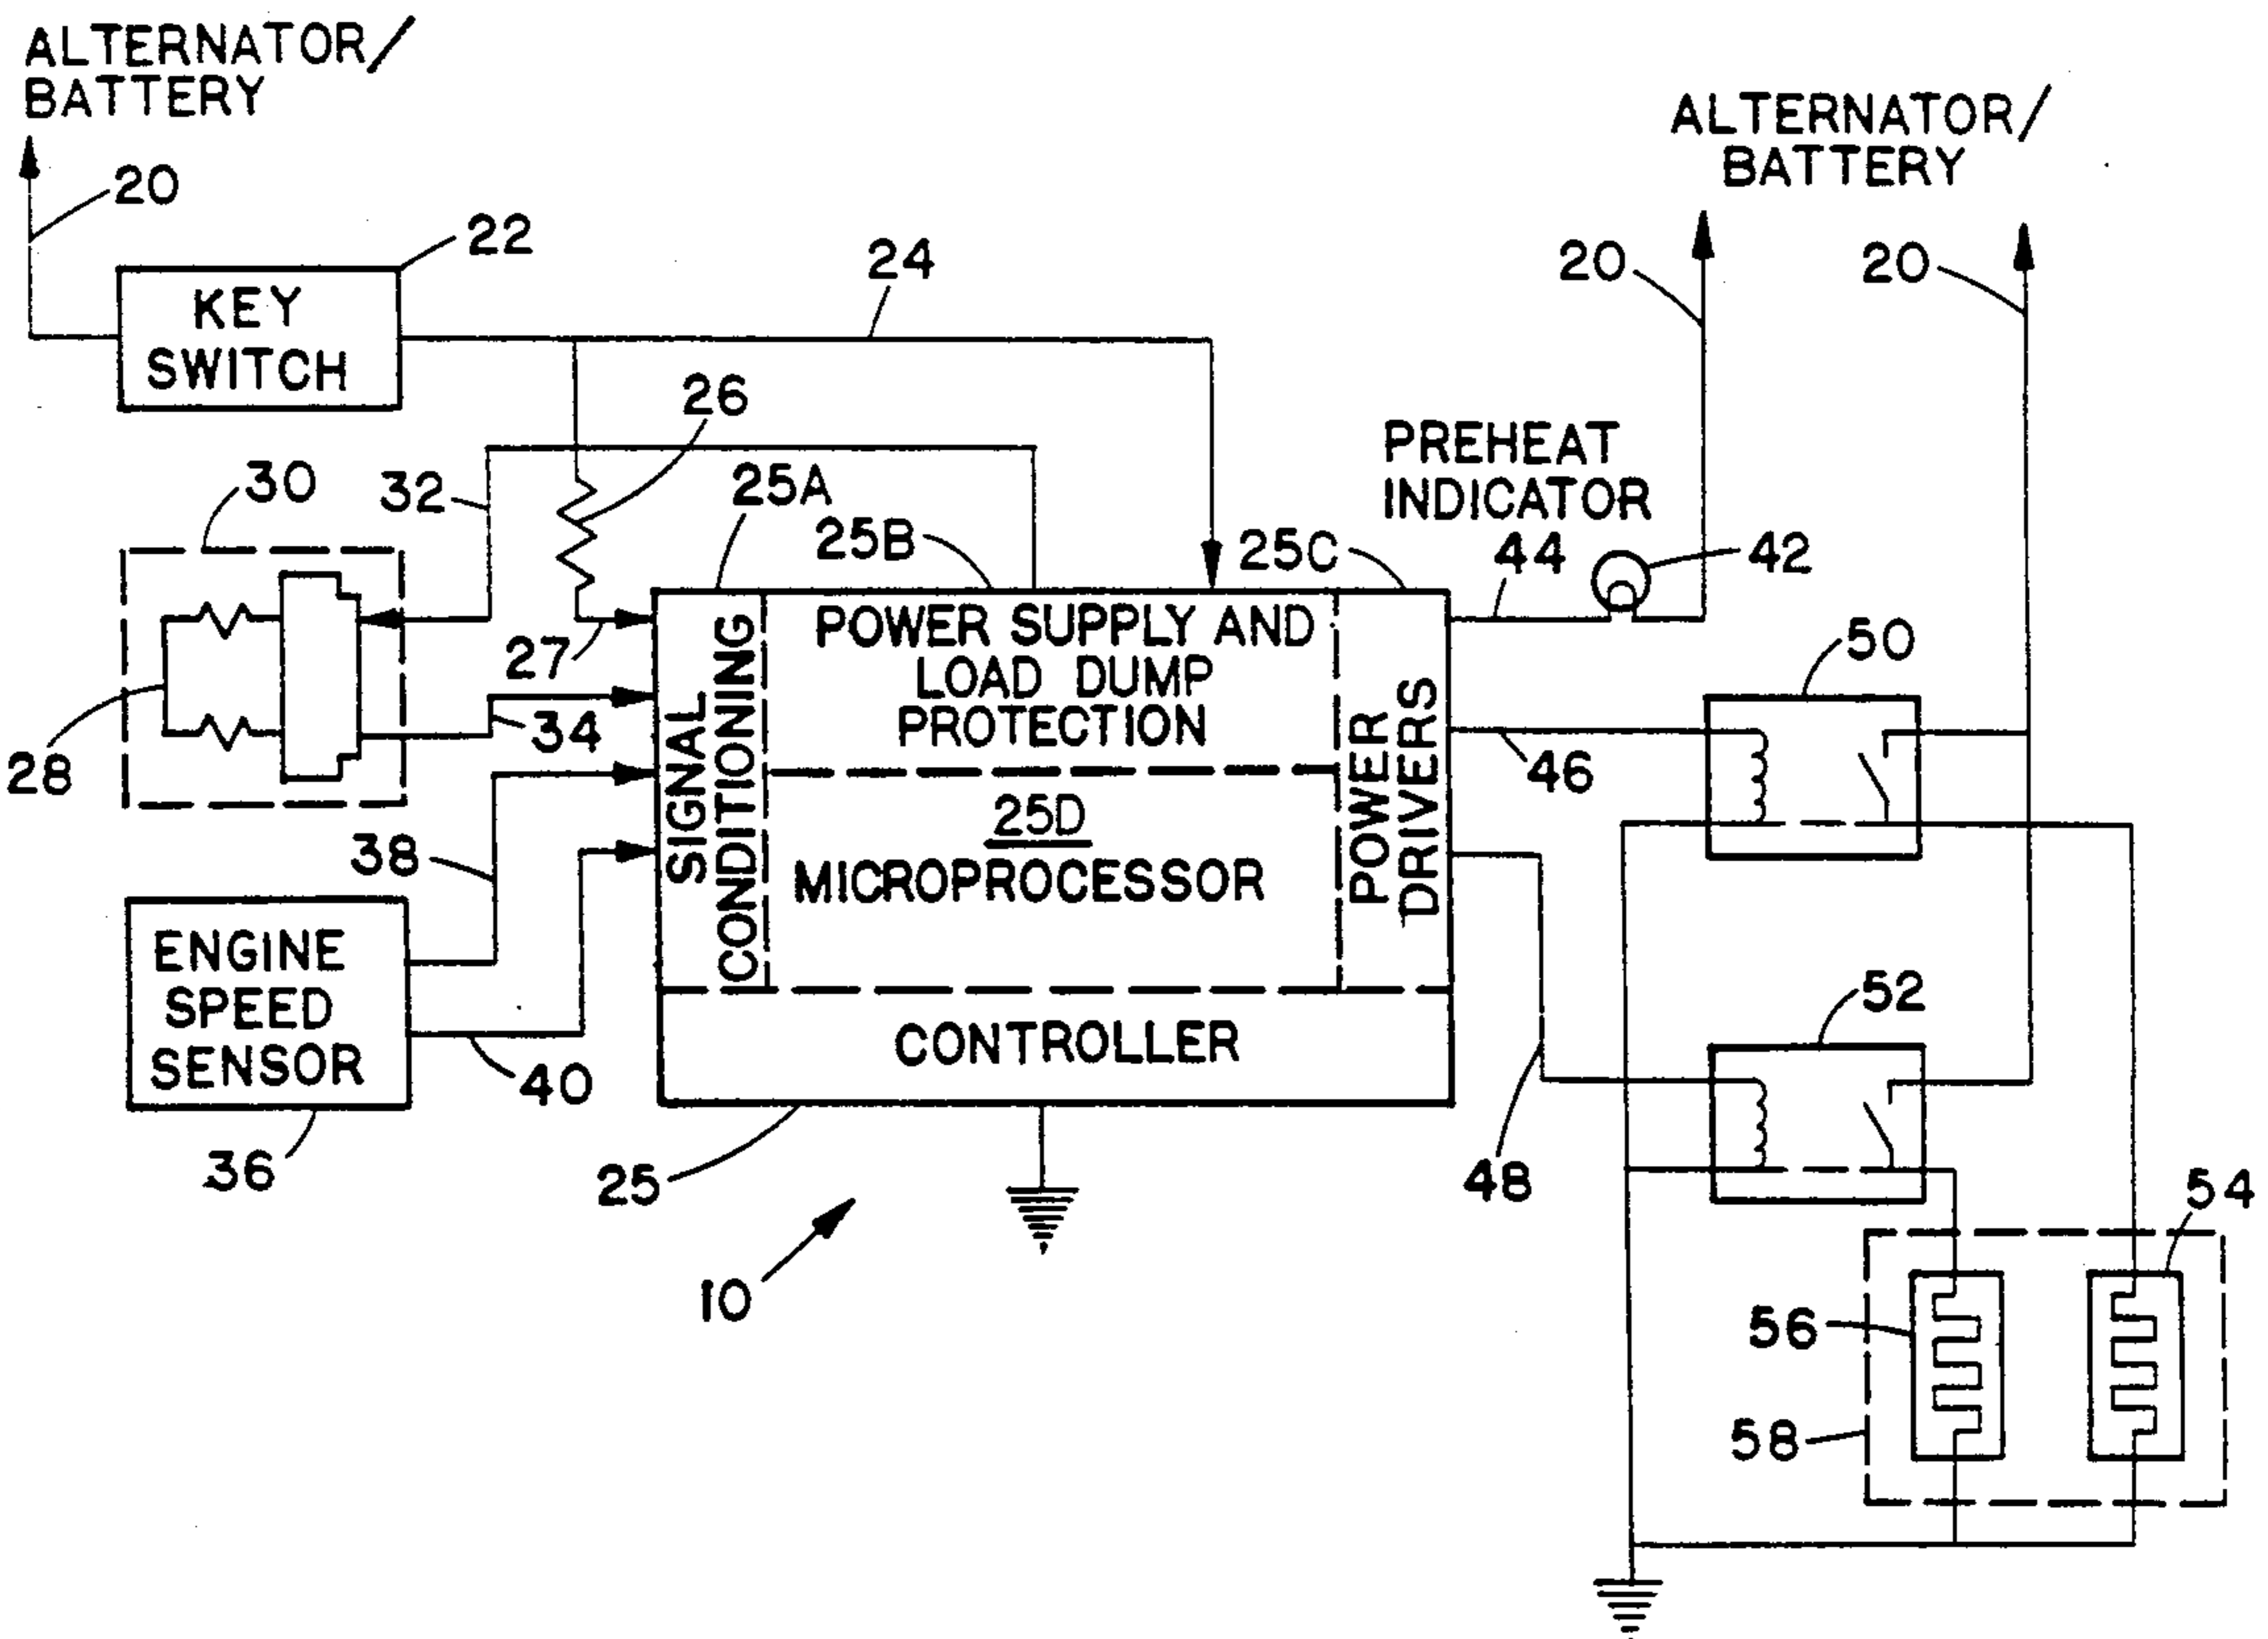 ALTERNATOR/
BATTERY
20
22
KEY
SWITCH
24
26
ALTERNATOR/
BATTERY
20
20
PREHEAT
INDICATOR
30
32
25A
25B
25C
44
42
27
28
34
SIGNAL
CONDITIONING
POWER SUPPLY AND
LOAD DUMP
PROTECTION
25D
MICROPROCESSOR
POWER
DRIVERS
CONTROLLER
50
46
38
ENGINE
SPEED
SENSOR
40
36
25
10
48
52
54
56
58